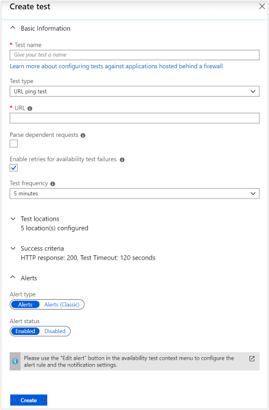 Create test
Basic Information
* Test name
Give your test a name
Learn more about configuring tests against applications hosted behind a firewall
Test type
URL ping test
* URL
Parse dependent requests
Enable retries for availability test failures.
Test frequency
5 minutes
Test locations
5 location(s) configured
Success criteria
HTTP response: 200, Test Timeout: 120 seconds
Alerts
Alert type
Alerts Alerts (Classic)
Alert status
Enabled Disabled
Please use the "Edit alert" button in the availability test context menu to configure the
alert rule and the notification settings.
Create